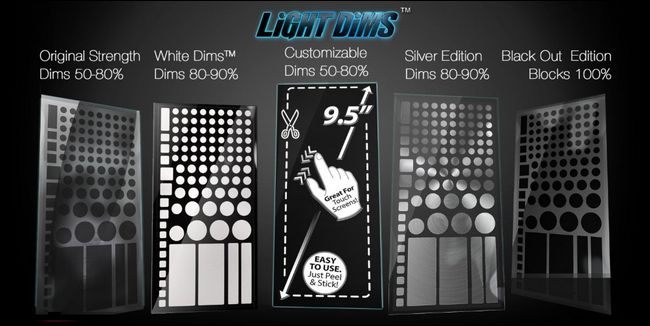 LiGHT DiMS™
Original Strength
Dims 50-80%
White Dims™
Dims 80-90%
Customizable
Dims 50-80%
Silver Edition
Dims 80-90%
Black Out Edition
Blocks 100%
9.5"
Great For
Touch
Screens!
EASY
TO USE.
Just Peel
& Stick!